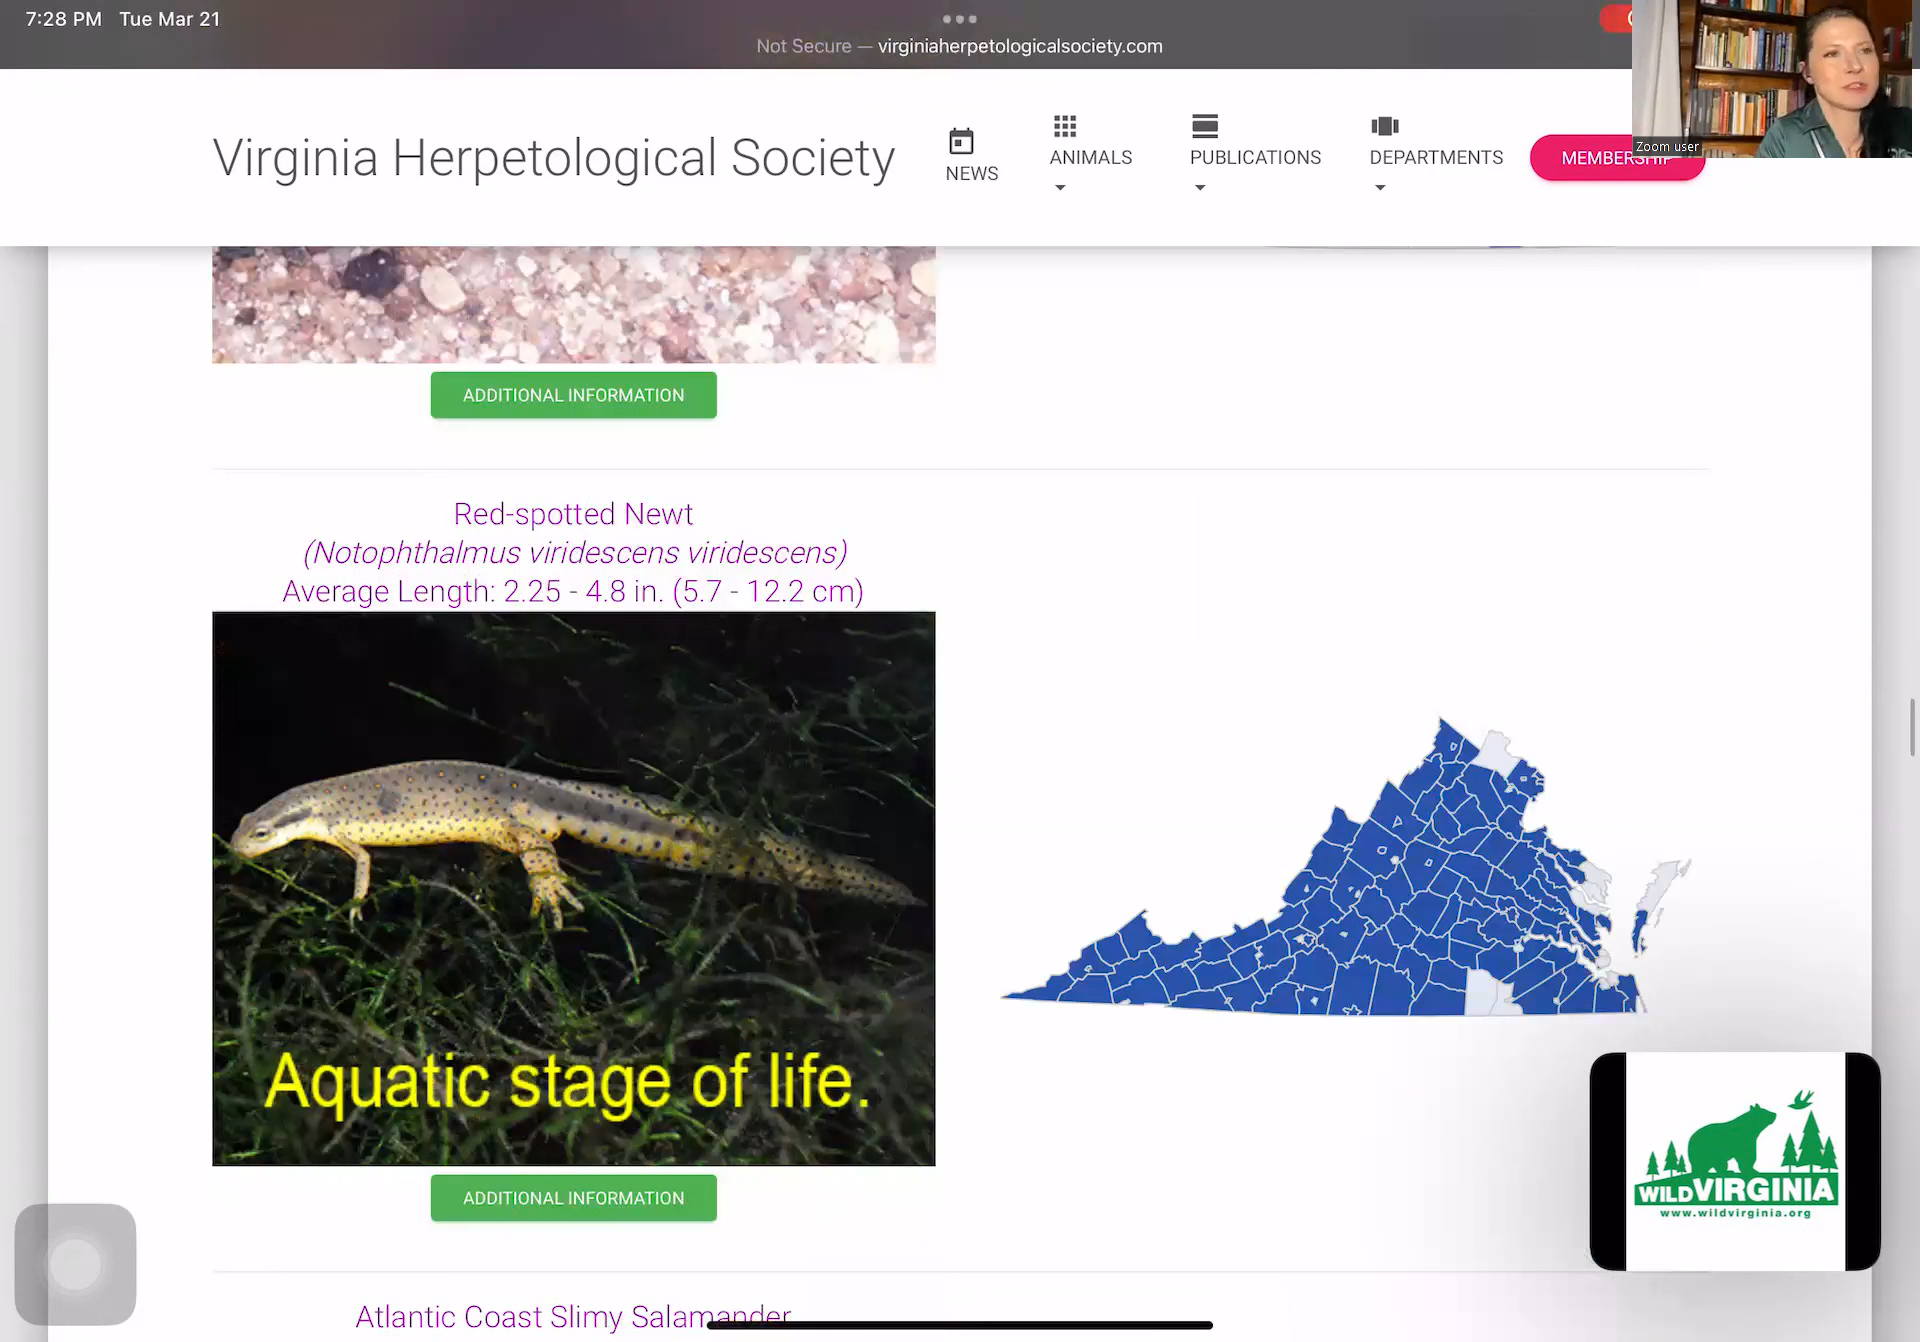 7:28 PM Tue Mar 21
Not Secure — virginiaherpetologicalsociety.com
Zoom user
Virginia Herpetological Society
NEWS
ANIMALS
PUBLICATIONS
DEPARTMENTS
MEMBERSHIP
ADDITIONAL INFORMATION
Red-spotted Newt
(Notophthalmus viridescens viridescens)
Average Length: 2.25 - 4.8 in. (5.7 - 12.2 cm)
Aquatic stage of life.
ADDITIONAL INFORMATION
WILD VIRGINIA
www.wildvirginia.org
Atlantic Coast Slimy Salamander